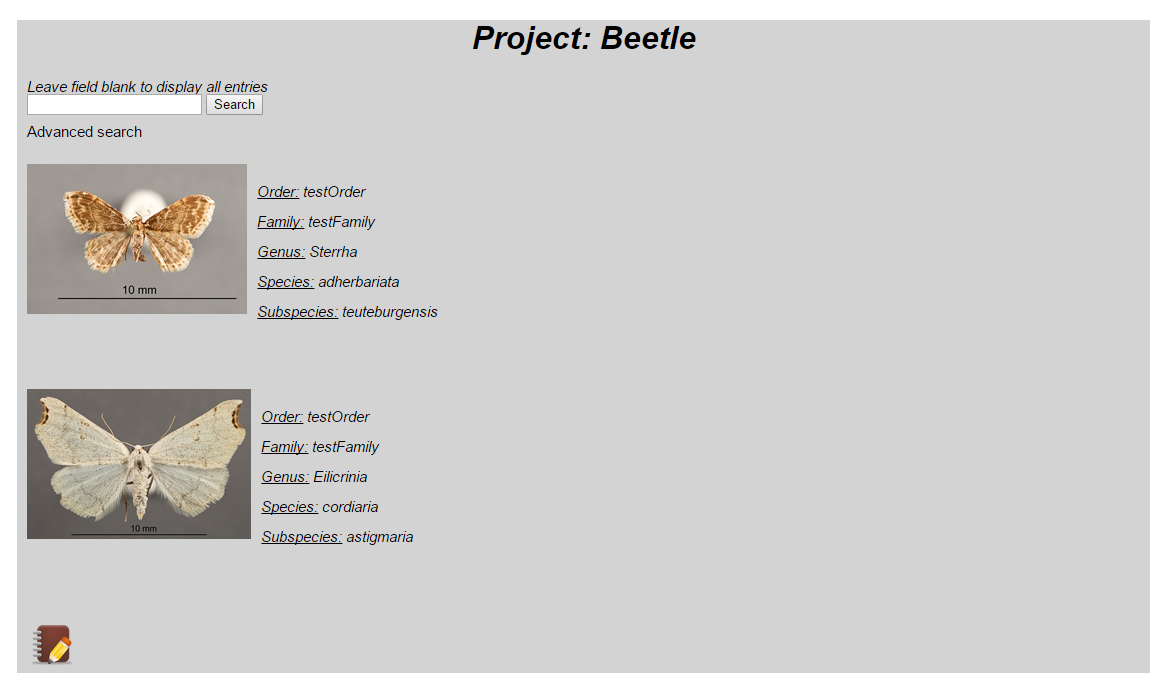 Project: Beetle
Leave field blank to display all entries
Search
Advanced search
10 mm
Order: testOrder
Family: testFamily
Genus: Sterrha
Species: adherbariata
Subspecies: teuteburgensis
10 mm
Order: testOrder
Family: testFamily
Genus: Eilicrinia
Species: cordiaria
Subspecies: astigmaria